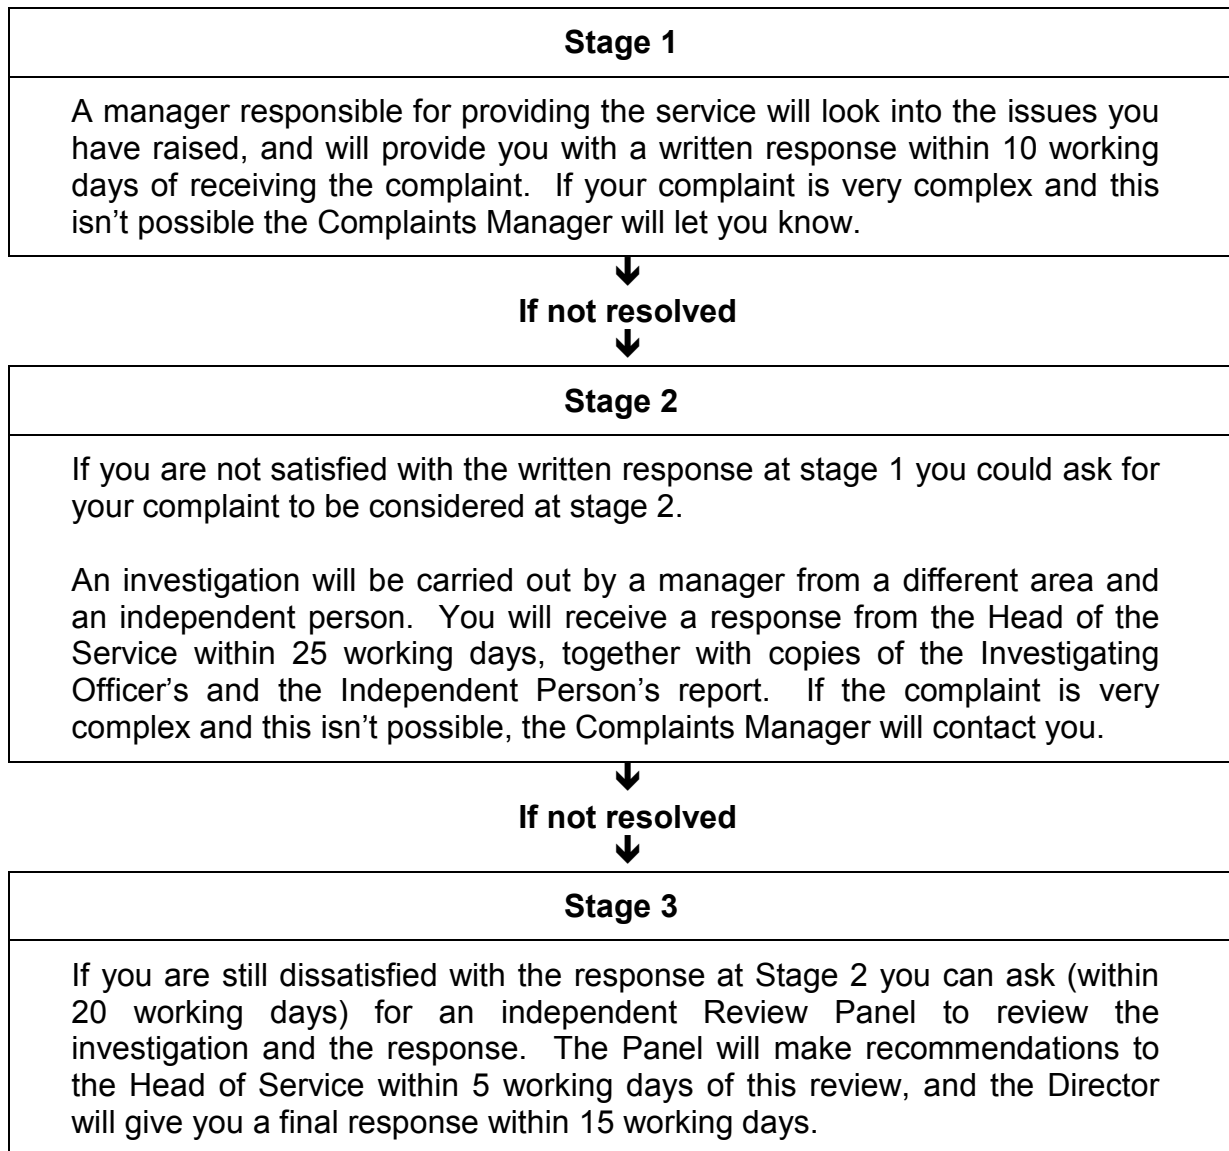 Stage 1
A manager responsible for providing the service will look into the issues you
have raised, and will provide you with a written response within 10 working
days of receiving the complaint.  If your complaint is very complex and this
isn’t possible the Complaints Manager will let you know.
If not resolved
Stage 2
If you are not satisfied with the written response at stage 1 you could ask for
your complaint to be considered at stage 2.
An investigation will be carried out by a manager from a different area and
an independent person.  You will receive a response from the Head of the
Service within 25 working days, together with copies of the Investigating
Officer’s and the Independent Person’s report.  If the complaint is very
complex and this isn’t possible, the Complaints Manager will contact you.
If not resolved
Stage 3
If you are still dissatisfied with the response at Stage 2 you can ask (within
20 working days) for an independent Review Panel to review the
investigation and the response.  The Panel will make recommendations to
the Head of Service within 5 working days of this review, and the Director
will give you a final response within 15 working days.